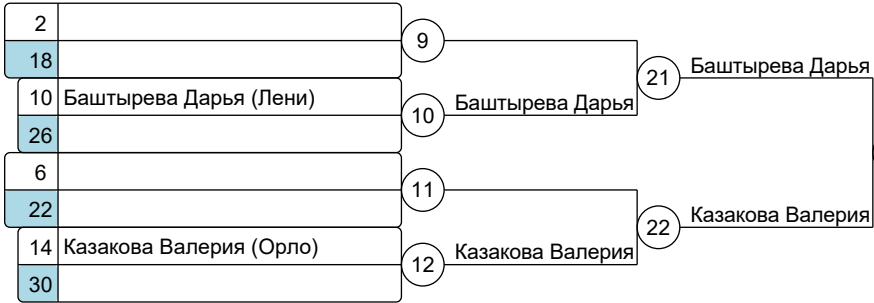 2
9
18
21 Баштырева Дарья
10 Баштырева Дарья (Лени)
10 Баштырева Дарья
26
6
11
22
22 Казакова Валерия
14 Казакова Валерия (Орло)
12 Казакова Валерия
30